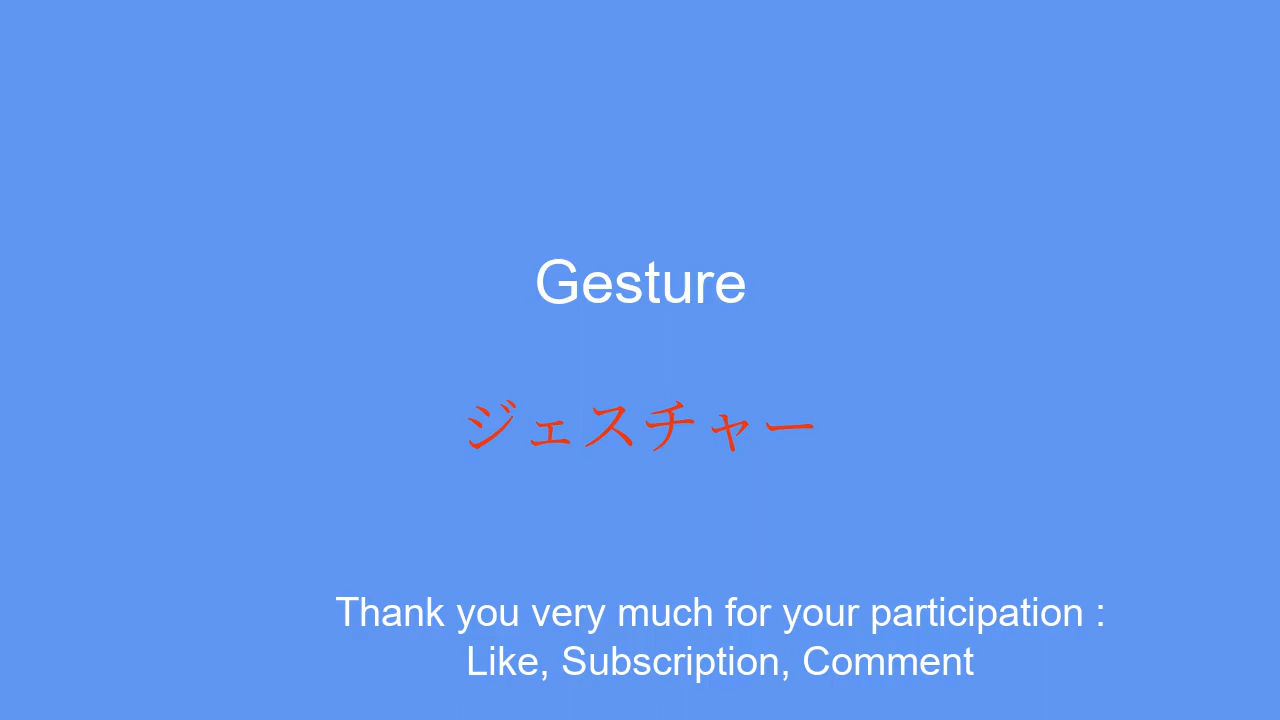 Gesture
ジェスチャー
Thank you very much for your participation :
Like, Subscription, Comment